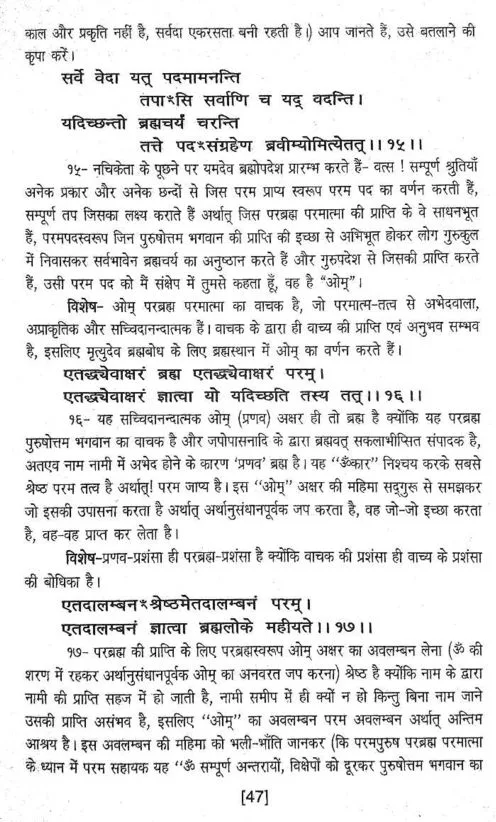 काल और प्रकृति नहीं है, सर्वदा एकरसता बनी रहती है।) आप जानते हैं, उसे बतलाने की
कृपा करें।
सर्वे वेदा यत् पदमामनन्ति
तपाꣳसि सर्वाणि च यद् वदन्ति।
यदिच्छन्तो ब्रह्मचर्यं चरन्ति
तत्ते पदꣳसंग्रहेण ब्रवीम्योमित्येतत्।।१५।।
१५- नचिकेता के पूछने पर यमदेव ब्रह्मोपदेश प्रारम्भ करते हैं- वत्स ! सम्पूर्ण श्रुतियाँ
अनेक प्रकार और अनेक छन्दों से जिस परम प्राप्य स्वरूप परम पद का वर्णन करती हैं,
सम्पूर्ण तप जिसका लक्ष्य कराते हैं अर्थात् जिस परब्रह्म परमात्मा की प्राप्ति के वे साधनभूत
हैं, परमपदस्वरूप जिन पुरुषोत्तम भगवान की प्राप्ति की इच्छा से अभिभूत होकर लोग गुरुकुल
में निवासकर सर्वभावेन ब्रह्मचर्य का अनुष्ठान करते हैं और गुरुपदेश से जिसकी प्राप्ति करते
हैं, उसी परम पद को मैं संक्षेप में तुमसे कहता हूँ, वह है "ओम्"।
विशेष- ओम् परब्रह्म परमात्मा का वाचक है, जो परमात्म-तत्व से अभेदवाला,
अप्राकृतिक और सच्चिदानन्दात्मक हैं। वाचक के द्वारा ही वाच्य की प्राप्ति एवं अनुभव सम्भव
है, इसलिए मृत्युदेव ब्रह्मबोध के लिए ब्रह्मस्थान में ओम् का वर्णन करते हैं।
एतद्ध्येवाक्षरं ब्रह्म एतद्ध्येवाक्षरं परम्।
एतद्ध्येवाक्षरं ज्ञात्वा यो यदिच्छति तस्य तत्।।१६।।
१६- यह सच्चिदानन्दात्मक ओम् (प्रणव) अक्षर ही तो ब्रह्म है क्योंकि यह परब्रह्म
पुरुषोत्तम भगवान का वाचक है और जपोपासनादि के द्वारा ब्रह्मवत् सकलाभीप्सित संपादक है,
अतएव नाम नामी में अभेद होने के कारण 'प्रणव' ब्रह्म है। यह "ॐकार" निश्चय करके सबसे
श्रेष्ठ परम तत्व है अर्थात्! परम जाप्य है। इस "ओम्" अक्षर की महिमा सद्‌गुरू से समझकर
जो इसकी उपासना करता है अर्थात् अर्थानुसंधानपूर्वक जप करता है, वह जो-जो इच्छा करता
है, वह-वह प्राप्त कर लेता है।
विशेष-प्रणव-प्रशंसा ही परब्रह्म-प्रशंसा है क्योंकि वाचक की प्रशंसा ही वाच्य के प्रशंसा
की बोधिका है।
एतदालम्बनꣳश्रेष्ठमेतदालम्बनं परम्।
एतदालम्बनं ज्ञात्वा ब्रह्मलोके महीयते।।१७।।
१७- परब्रह्म की प्राप्ति के लिए परब्रह्मस्वरूप ओम् अक्षर का अवलम्बन लेना (ॐ की
शरण में रहकर अर्थानुसंधानपूर्वक ओम् का अनवरत जप करना) श्रेष्ठ है क्योंकि नाम के द्वारा
नामी की प्राप्ति सहज में हो जाती है, नामी समीप में ही क्यों न हो किन्तु बिना नाम जाने
उसकी प्राप्ति असंभव है, इसलिए "ओम्" का अवलम्बन परम अवलम्बन अर्थात् अन्तिम
आश्रय है। इस अवलम्बन की महिमा को भली-भाँति जानकर (कि परमपुरुष परब्रह्म परमात्मा
के ध्यान में परम सहायक यह "ॐ सम्पूर्ण अन्तरायों, विक्षेपों को दूरकर पुरुषोत्तम भगवान का
[47]